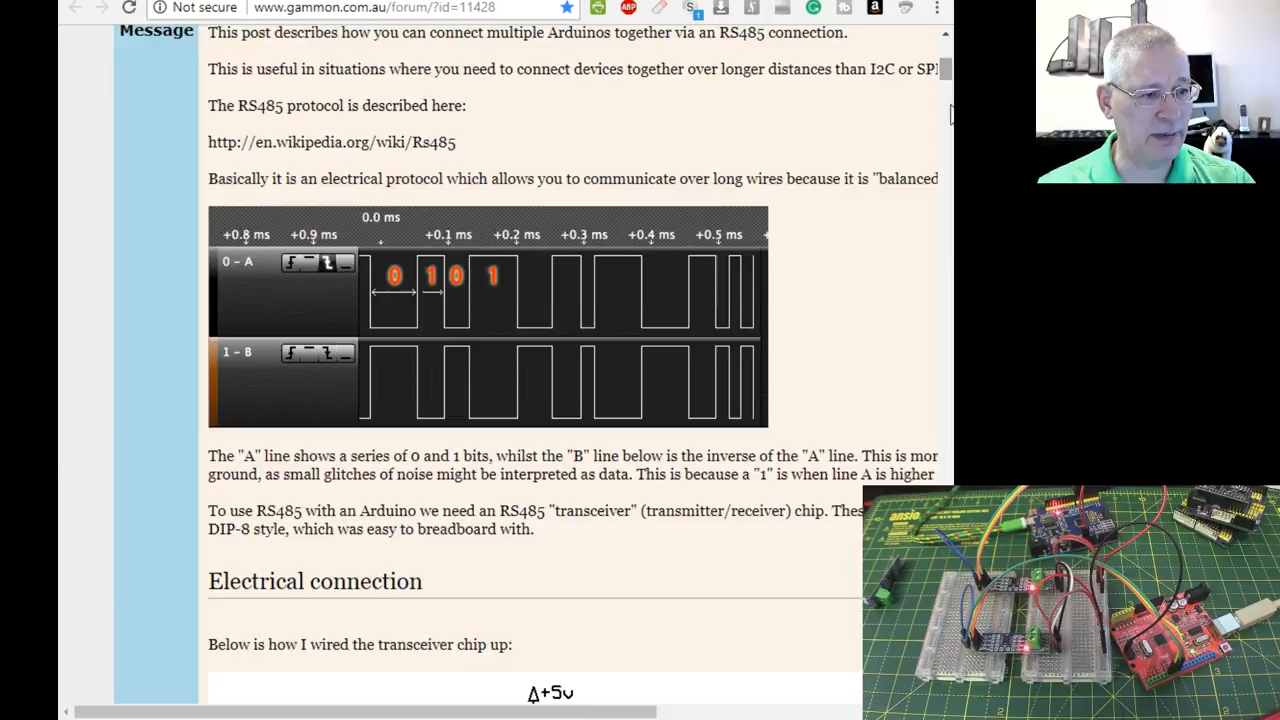 Not secure
www.gammon.com.au/forum/?id=11428
Message
This post describes how you can connect multiple Arduinos together via an RS485 connection.
This is useful in situations where you need to connect devices together over longer distances than I2C or SPI
The RS485 protocol is described here:
http://en.wikipedia.org/wiki/Rs485
Basically it is an electrical protocol which allows you to communicate over long wires because it is "balanced
0.0 ms
+0.8 ms +0.9 ms +0.1 ms +0.2 ms +0.3 ms +0.4 ms +0.5 ms
0 - A
0 1 0 1
1 - B
The "A" line shows a series of 0 and 1 bits, whilst the "B" line below is the inverse of the "A" line. This is mor
ground, as small glitches of noise might be interpreted as data. This is because a "1" is when line A is higher
To use RS485 with an Arduino we need an RS485 "transceiver" (transmitter/receiver) chip. Thes
DIP-8 style, which was easy to breadboard with.
Electrical connection
Below is how I wired the transceiver chip up:
+5v
ansio